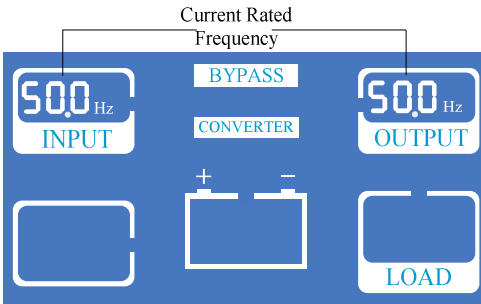 Current Rated
Frequency
50.0 Hz
BYPASS
50.0 Hz
INPUT
CONVERTER
OUTPUT
+ −
LOAD